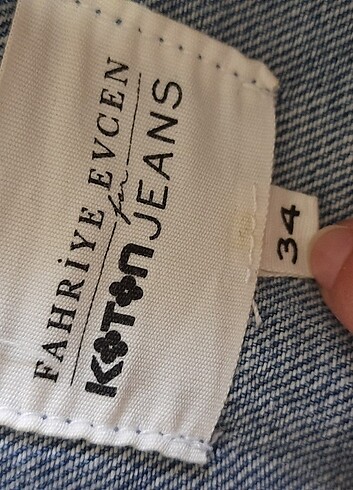 FAHRİYE EVCEN
for
KOTON JEANS
34